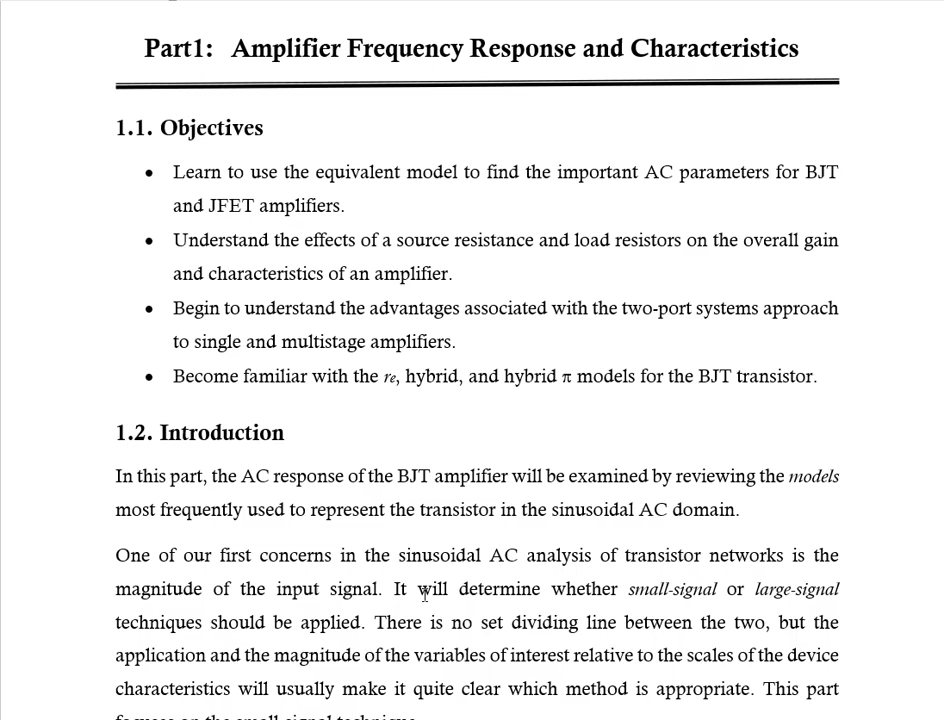 Part1: Amplifier Frequency Response and Characteristics
1.1. Objectives
• Learn to use the equivalent model to find the important AC parameters for BJT
and JFET amplifiers.
• Understand the effects of a source resistance and load resistors on the overall gain
and characteristics of an amplifier.
• Begin to understand the advantages associated with the two-port systems approach
to single and multistage amplifiers.
• Become familiar with the re, hybrid, and hybrid π models for the BJT transistor.
1.2. Introduction
In this part, the AC response of the BJT amplifier will be examined by reviewing the models
most frequently used to represent the transistor in the sinusoidal AC domain.
One of our first concerns in the sinusoidal AC analysis of transistor networks is the
magnitude of the input signal. It will determine whether small-signal or large-signal
techniques should be applied. There is no set dividing line between the two, but the
application and the magnitude of the variables of interest relative to the scales of the device
characteristics will usually make it quite clear which method is appropriate. This part
focuses on the small-signal technique.